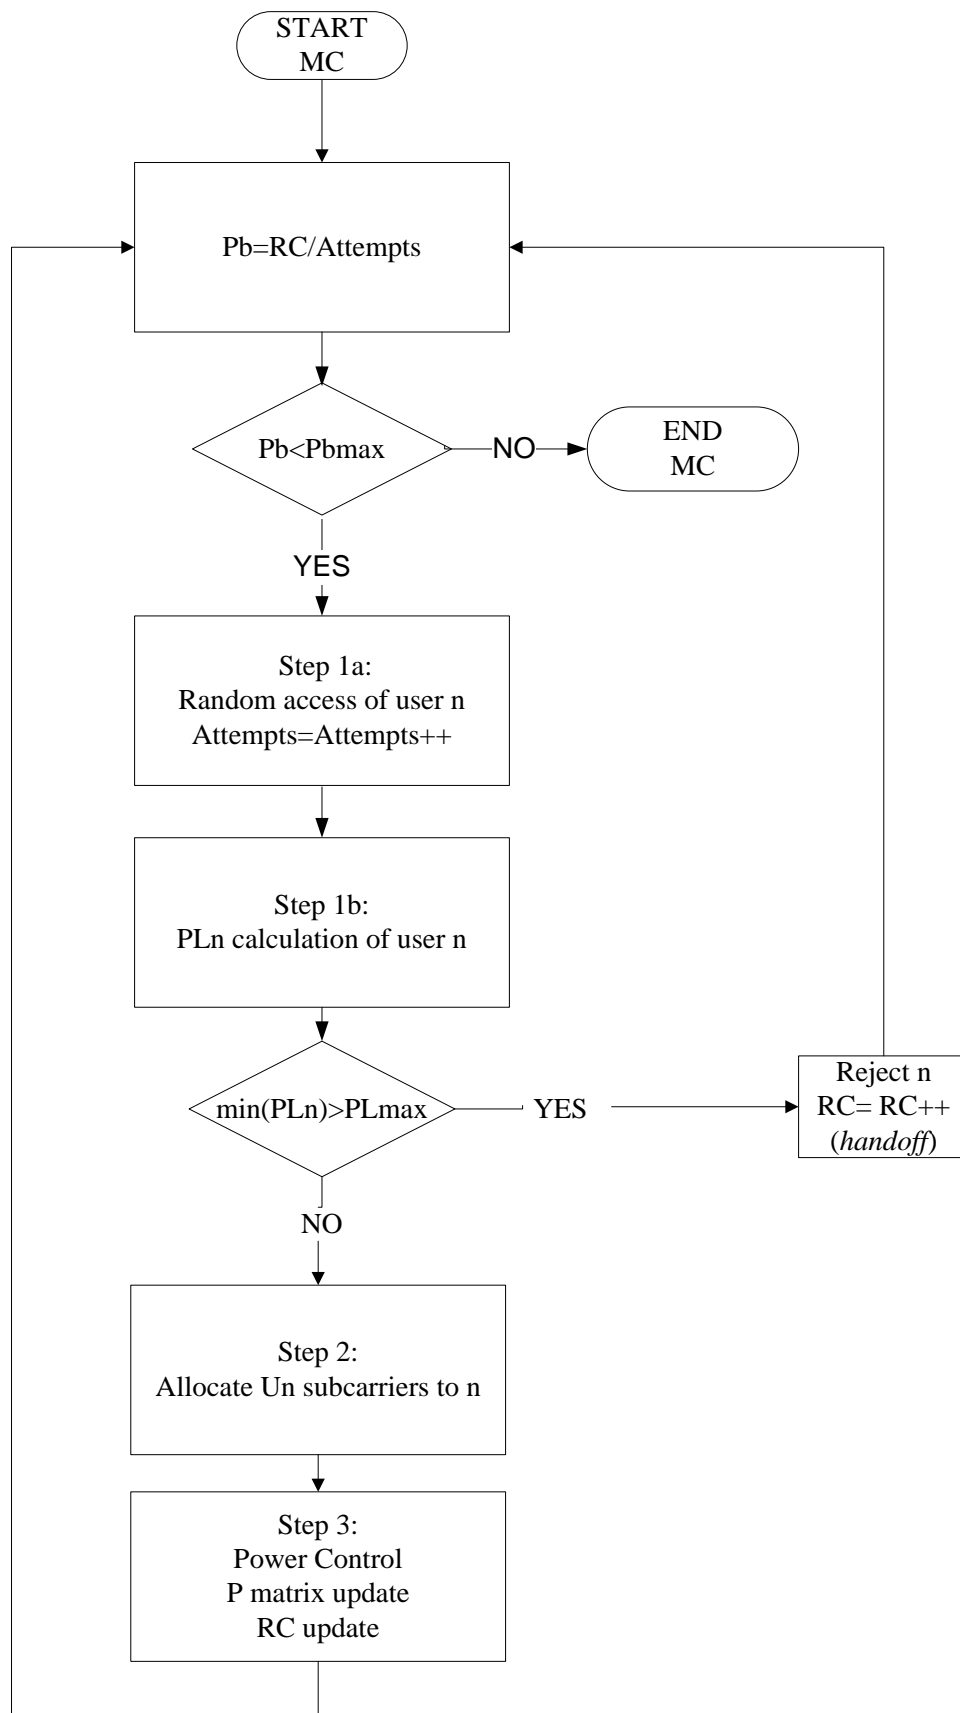 START
MC
Pb=RC/Attempts
Pb<Pbmax
NO
END
MC
YES
Step 1a:
Random access of user n
Attempts=Attempts++
Step 1b:
PLn calculation of user n
min(PLn)>PLmax
YES
Reject n
RC= RC++
(handoff)
NO
Step 2:
Allocate Un subcarriers to n
Step 3:
Power Control
P matrix update
RC update